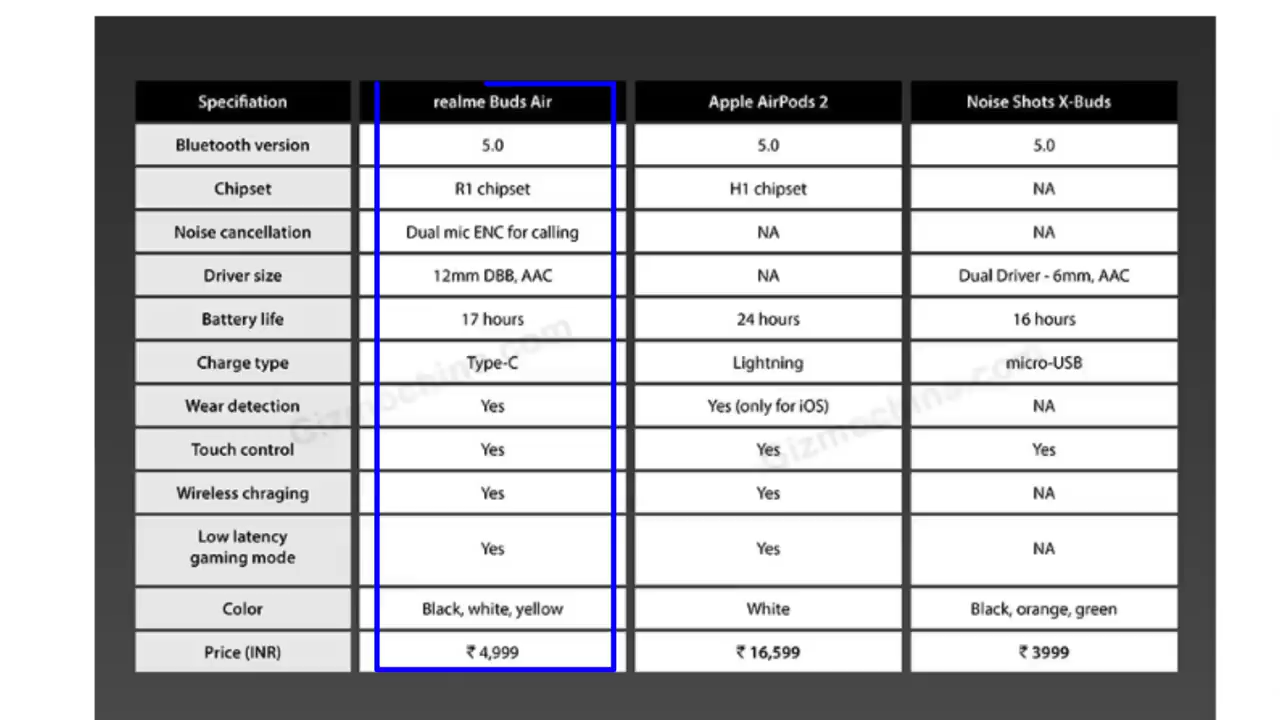 Specifiation realme Buds Air Apple AirPods 2 Noise Shots X-Buds
Bluetooth version 5.0 5.0 5.0
Chipset R1 chipset H1 chipset NA
Noise cancellation Dual mic ENC for calling NA NA
Driver size 12mm DBB, AAC NA Dual Driver - 6mm, AAC
Battery life 17 hours 24 hours 16 hours
Charge type Type-C Lightning micro-USB
Wear detection Yes Yes (only for iOS) NA
Touch control Yes Yes Yes
Wireless chraging Yes Yes NA
Low latency
gaming mode Yes Yes NA
Color Black, white, yellow White Black, orange, green
Price (INR) ₹ 4,999 ₹ 16,599 ₹ 3999
Gizmochina.com
Gizmochina.com